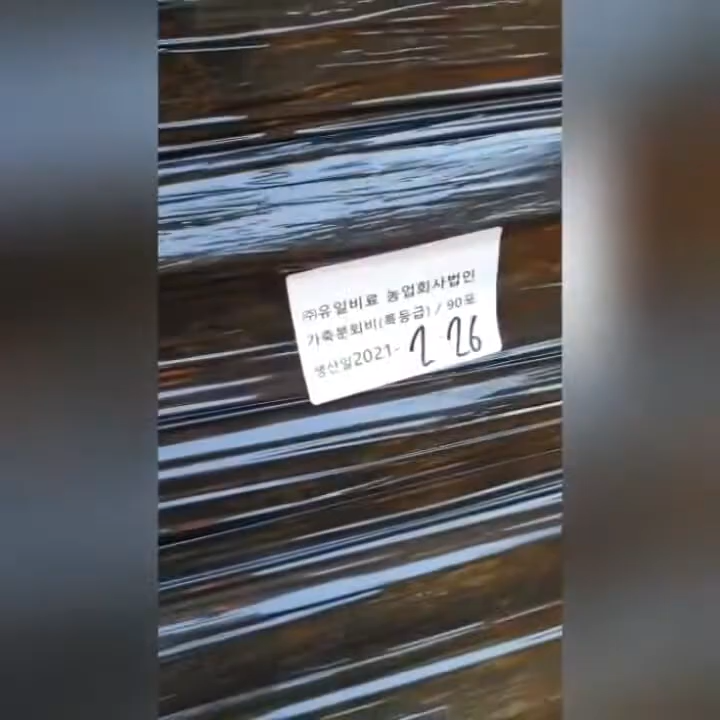 ㈜유일비료 농업회사법인
가축분퇴비(특등급) / 90포
생산일2021- 2 - 26